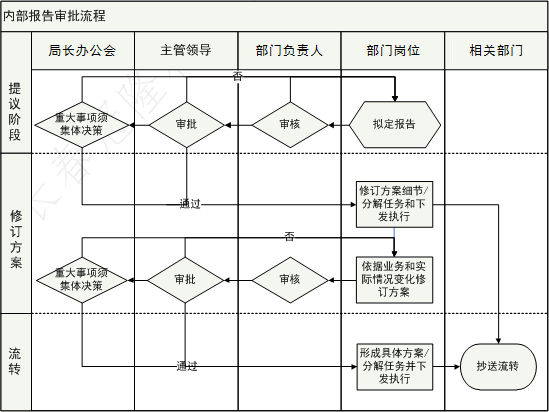 内部报告审批流程
局长办公会 主管领导 部门负责人 部门岗位 相关部门
提议阶段
否
重大事项须
集体决策
审批
审核
拟定报告
修订方案
通过
修订方案细节/
分解任务和下
发执行
否
重大事项须
集体决策
审批
审核
依据业务和实
际情况变化修
订方案
流转
通过
形成具体方案/
分解任务并下
发执行
抄送流转